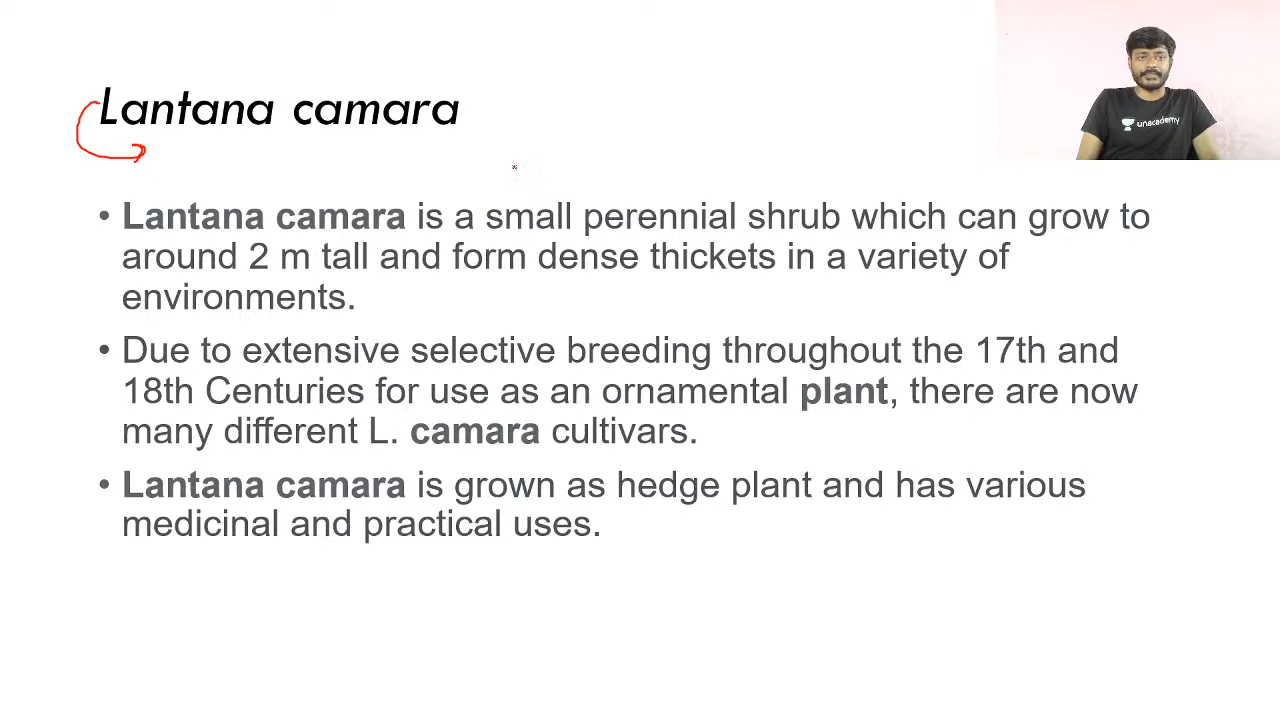 Lantana camara
unacademy
• Lantana camara is a small perennial shrub which can grow to
around 2 m tall and form dense thickets in a variety of
environments.
• Due to extensive selective breeding throughout the 17th and
18th Centuries for use as an ornamental plant, there are now
many different L. camara cultivars.
• Lantana camara is grown as hedge plant and has various
medicinal and practical uses.